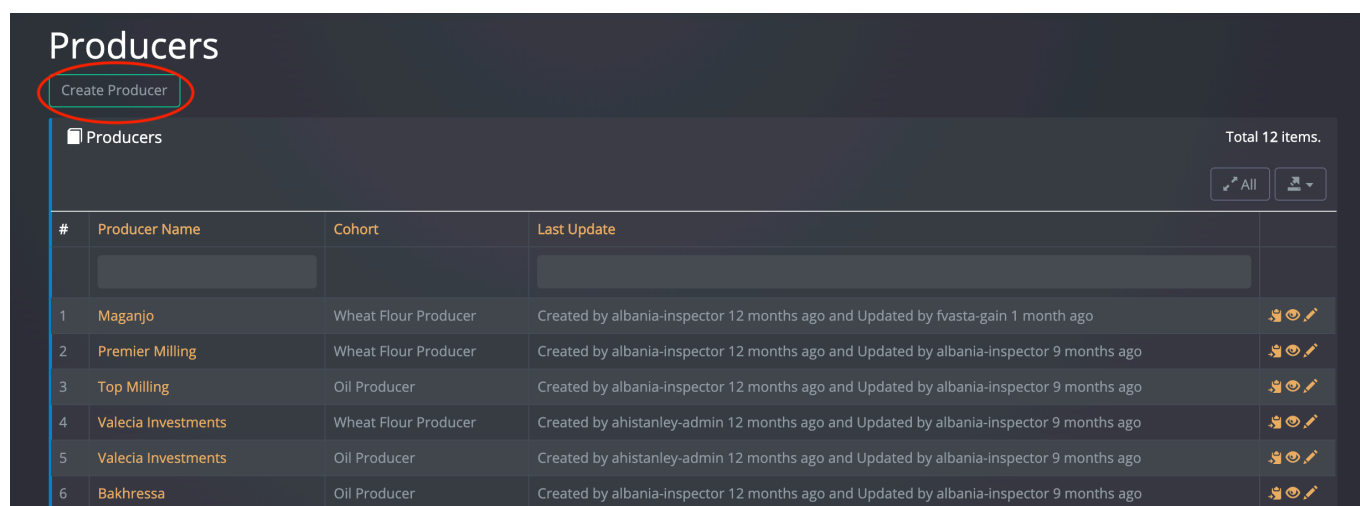 Producers
Create Producer
Producers Total 12 items.
All
# Producer Name Cohort Last Update
1 Maganjo Wheat Flour Producer Created by albania-inspector 12 months ago and Updated by fvasta-gain 1 month ago
2 Premier Milling Wheat Flour Producer Created by albania-inspector 12 months ago and Updated by albania-inspector 9 months ago
3 Top Milling Oil Producer Created by albania-inspector 12 months ago and Updated by albania-inspector 9 months ago
4 Valecia Investments Wheat Flour Producer Created by ahistanley-admin 12 months ago and Updated by albania-inspector 9 months ago
5 Valecia Investments Oil Producer Created by ahistanley-admin 12 months ago and Updated by albania-inspector 9 months ago
6 Bakhressa Oil Producer Created by albania-inspector 12 months ago and Updated by albania-inspector 9 months ago